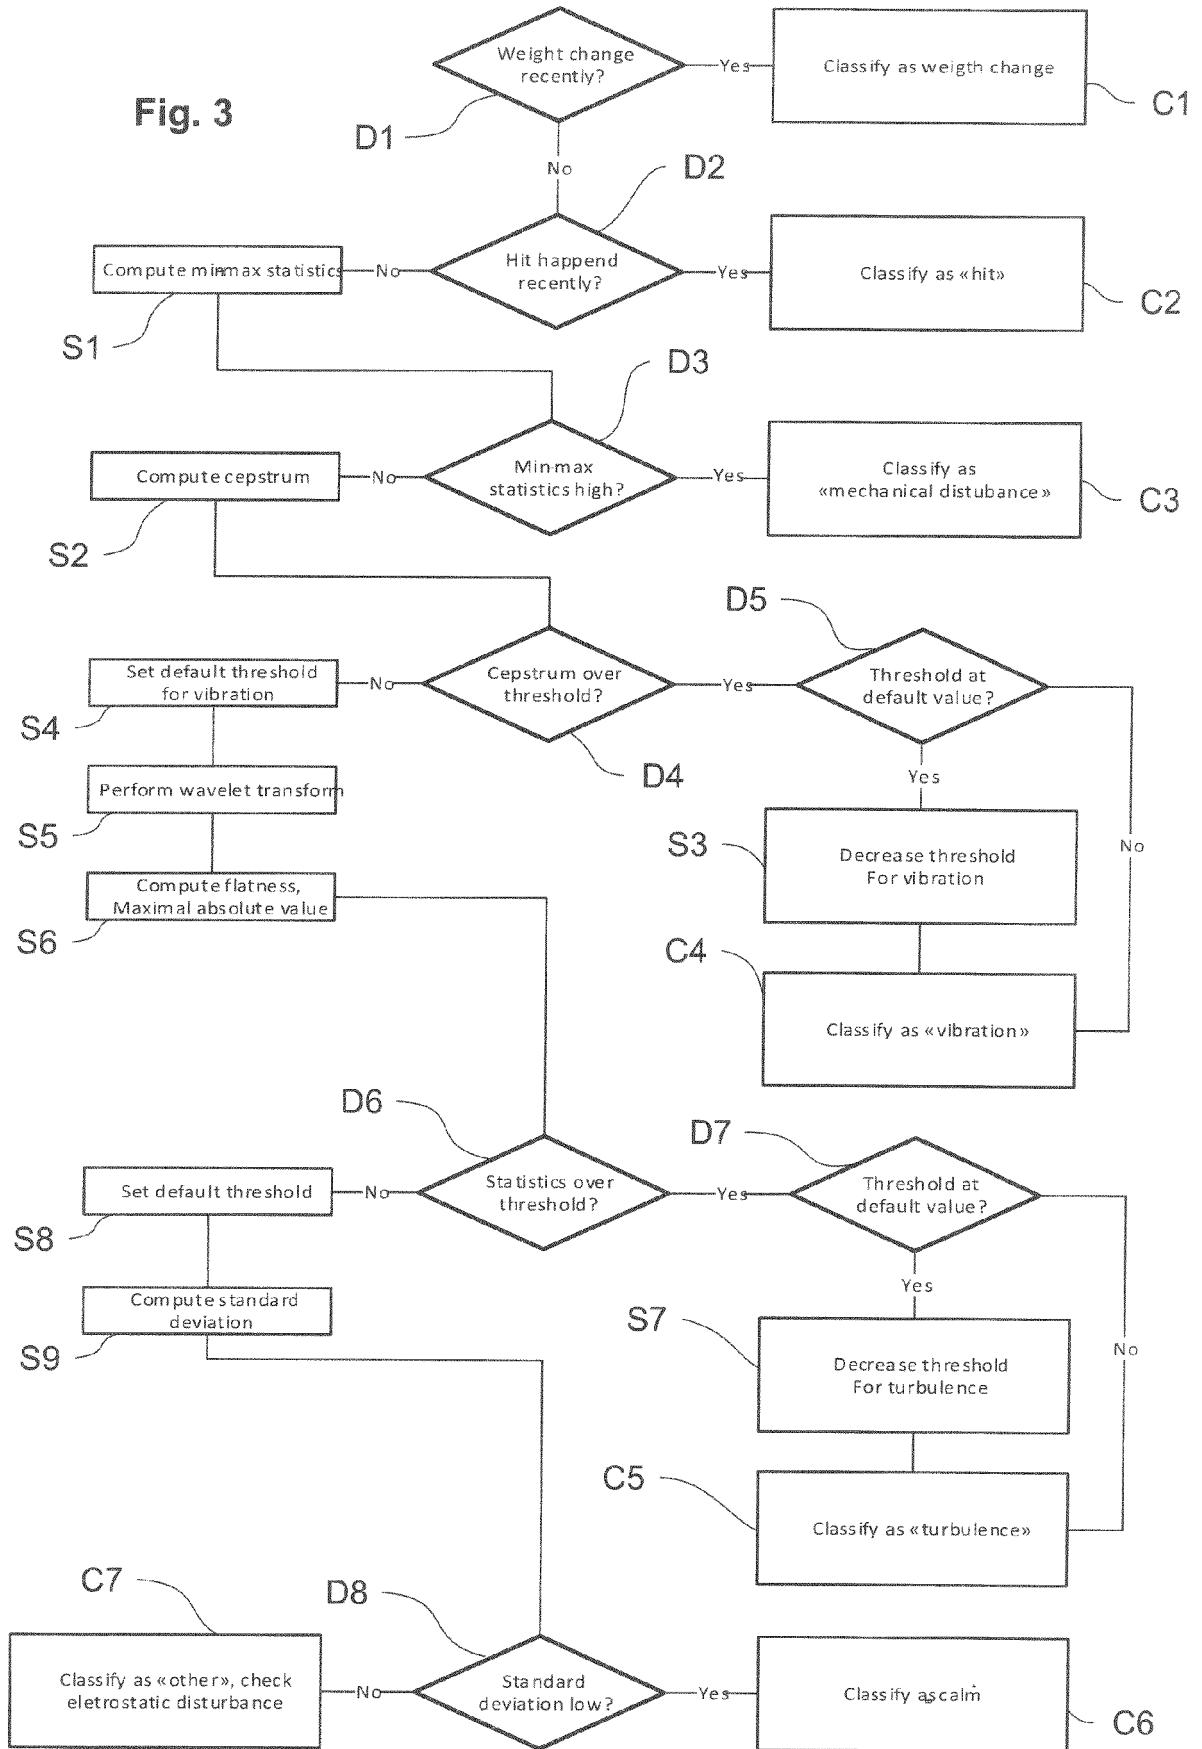 Fig. 3
Weight change
recently?
Yes
Classify as weigth change
C1
D1
No
D2
Compute min-max statistics
No
Hit happend
recently?
Yes
Classify as «hit»
C2
S1
D3
Compute cepstrum
No
Min-max
statistics high?
Yes
Classify as
«mechanical distubance»
C3
S2
D5
Set default threshold
for vibration
No
Cepstrum over
threshold?
Yes
Threshold at
default value?
S4
D4
Yes
Perform wavelet transform
S5
S3
Decrease threshold
For vibration
No
Compute flatness,
Maximal absolute value
S6
C4
Classify as «vibration»
D6
D7
Set default threshold
No
Statistics over
threshold?
Yes
Threshold at
default value?
S8
Yes
Compute standard
deviation
S9
S7
Decrease threshold
For turbulence
No
C5
Classify as «turbulence»
C7
D8
Classify as «other», check
eletrostatic disturbance
No
Standard
deviation low?
Yes
Classify as calm
C6